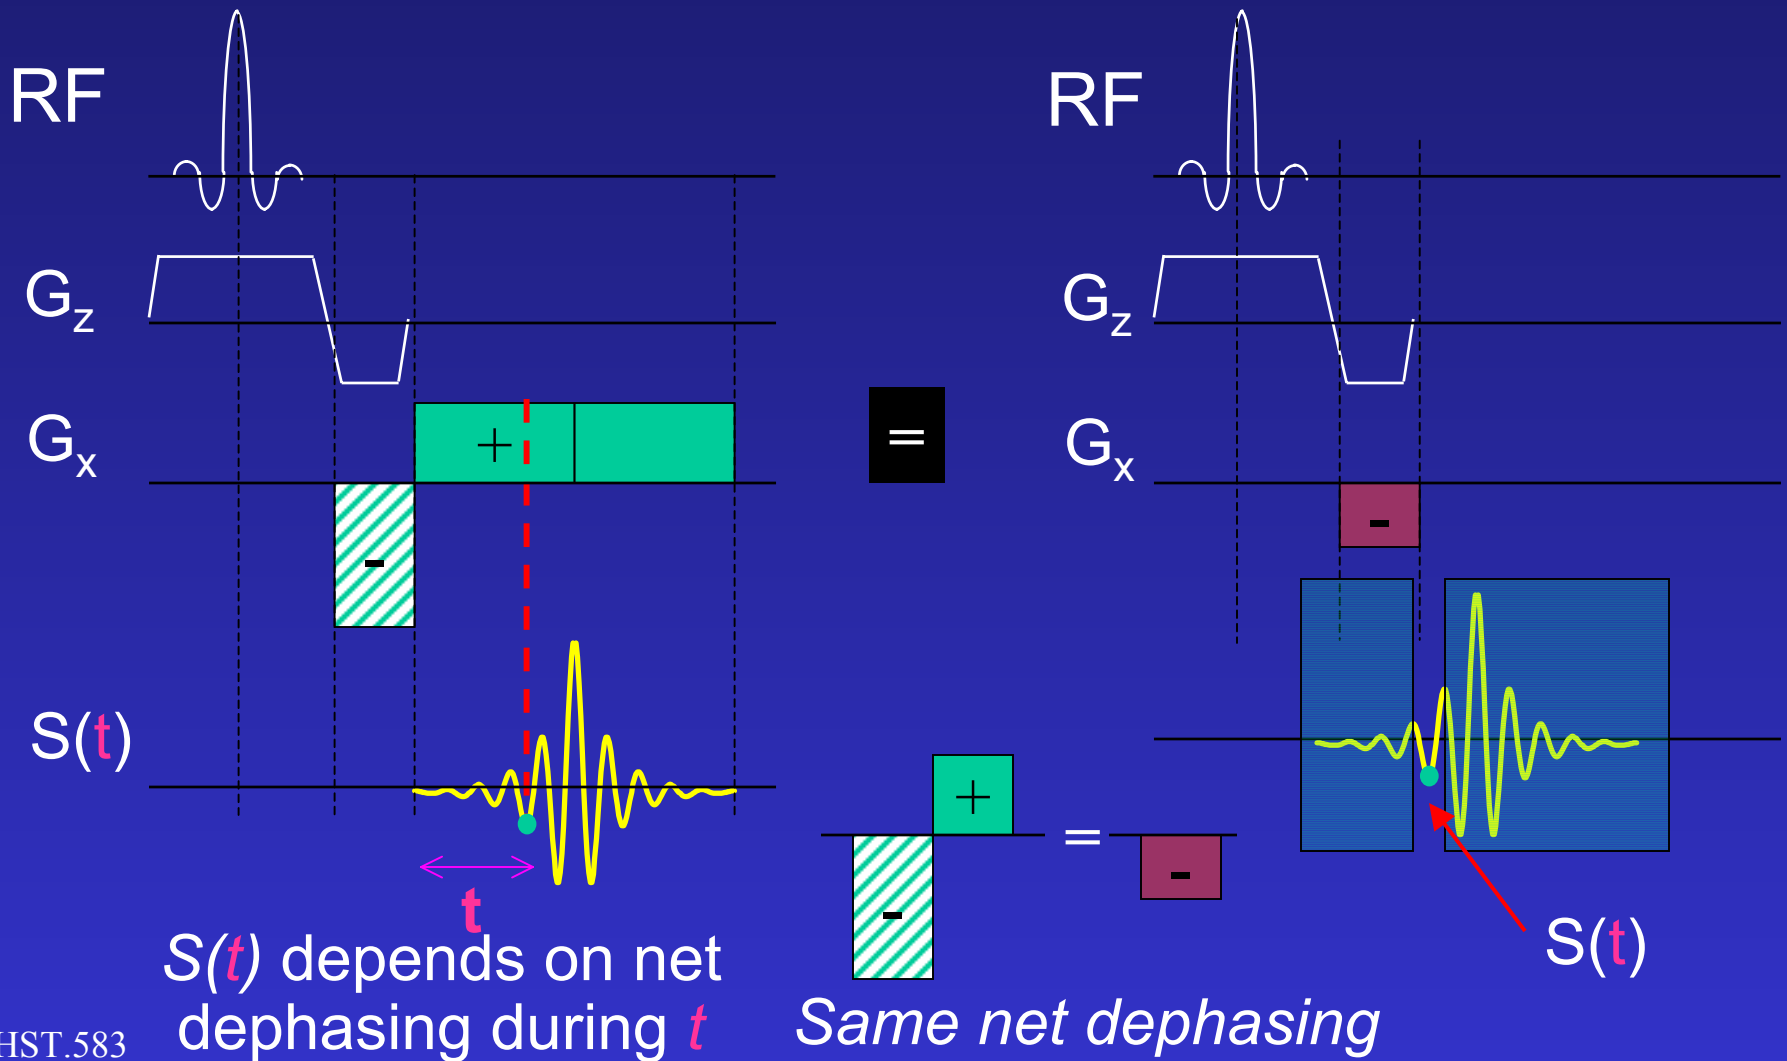 RF
Gz
Gx
+
-
S(t)
t
S(t) depends on net
dephasing during t
HST.583
=
+
-
=
-
Same net dephasing
RF
Gz
Gx
-
S(t)